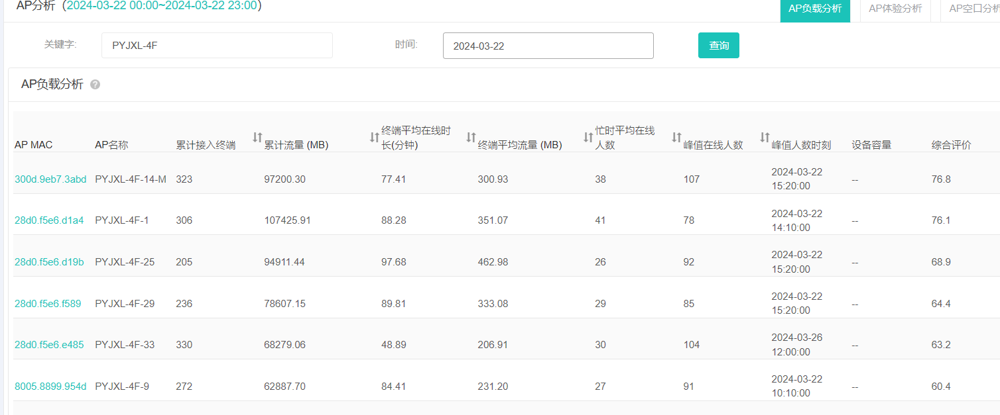 AP分析（2024-03-22 00:00~2024-03-22 23:00）
AP负载分析 AP体验分析 AP空口分析
关键字: PYJXL-4F 时间: 2024-03-22 查询
AP负载分析 ?
AP MAC AP名称 累计接入终端 累计流量 (MB) 终端平均在线时长(分钟) 终端平均流量 (MB) 忙时平均在线人数 峰值在线人数 峰值人数时刻 设备容量 综合评价
300d.9eb7.3abd PYJXL-4F-14-M 323 97200.30 77.41 300.93 38 107 2024-03-22 15:20:00 -- 76.8
28d0.f5e6.d1a4 PYJXL-4F-1 306 107425.91 88.28 351.07 41 78 2024-03-22 14:10:00 -- 76.1
28d0.f5e6.d19b PYJXL-4F-25 205 94911.44 97.68 462.98 26 92 2024-03-22 15:20:00 -- 68.9
28d0.f5e6.f589 PYJXL-4F-29 236 78607.15 89.81 333.08 29 85 2024-03-22 15:20:00 -- 64.4
28d0.f5e6.e485 PYJXL-4F-33 330 68279.06 48.89 206.91 30 104 2024-03-26 12:00:00 -- 63.2
8005.8899.954d PYJXL-4F-9 272 62887.70 84.41 231.20 27 91 2024-03-22 10:10:00 -- 60.4